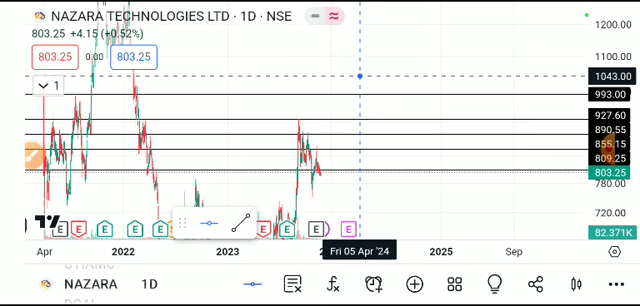 NAZARA TECHNOLOGIES LTD · 1D · NSE
803.25 +4.15 (+0.52%)
803.25 0.00 803.25
1
1200.00
1100.00
1043.00
993.00
927.60
890.55
855.15
809.25
803.25
780.00
720.00
82.371K
E E E E E E E E
Apr 2022 2023 Fri 05 Apr '24 2025 Sep
NAZARA 1D